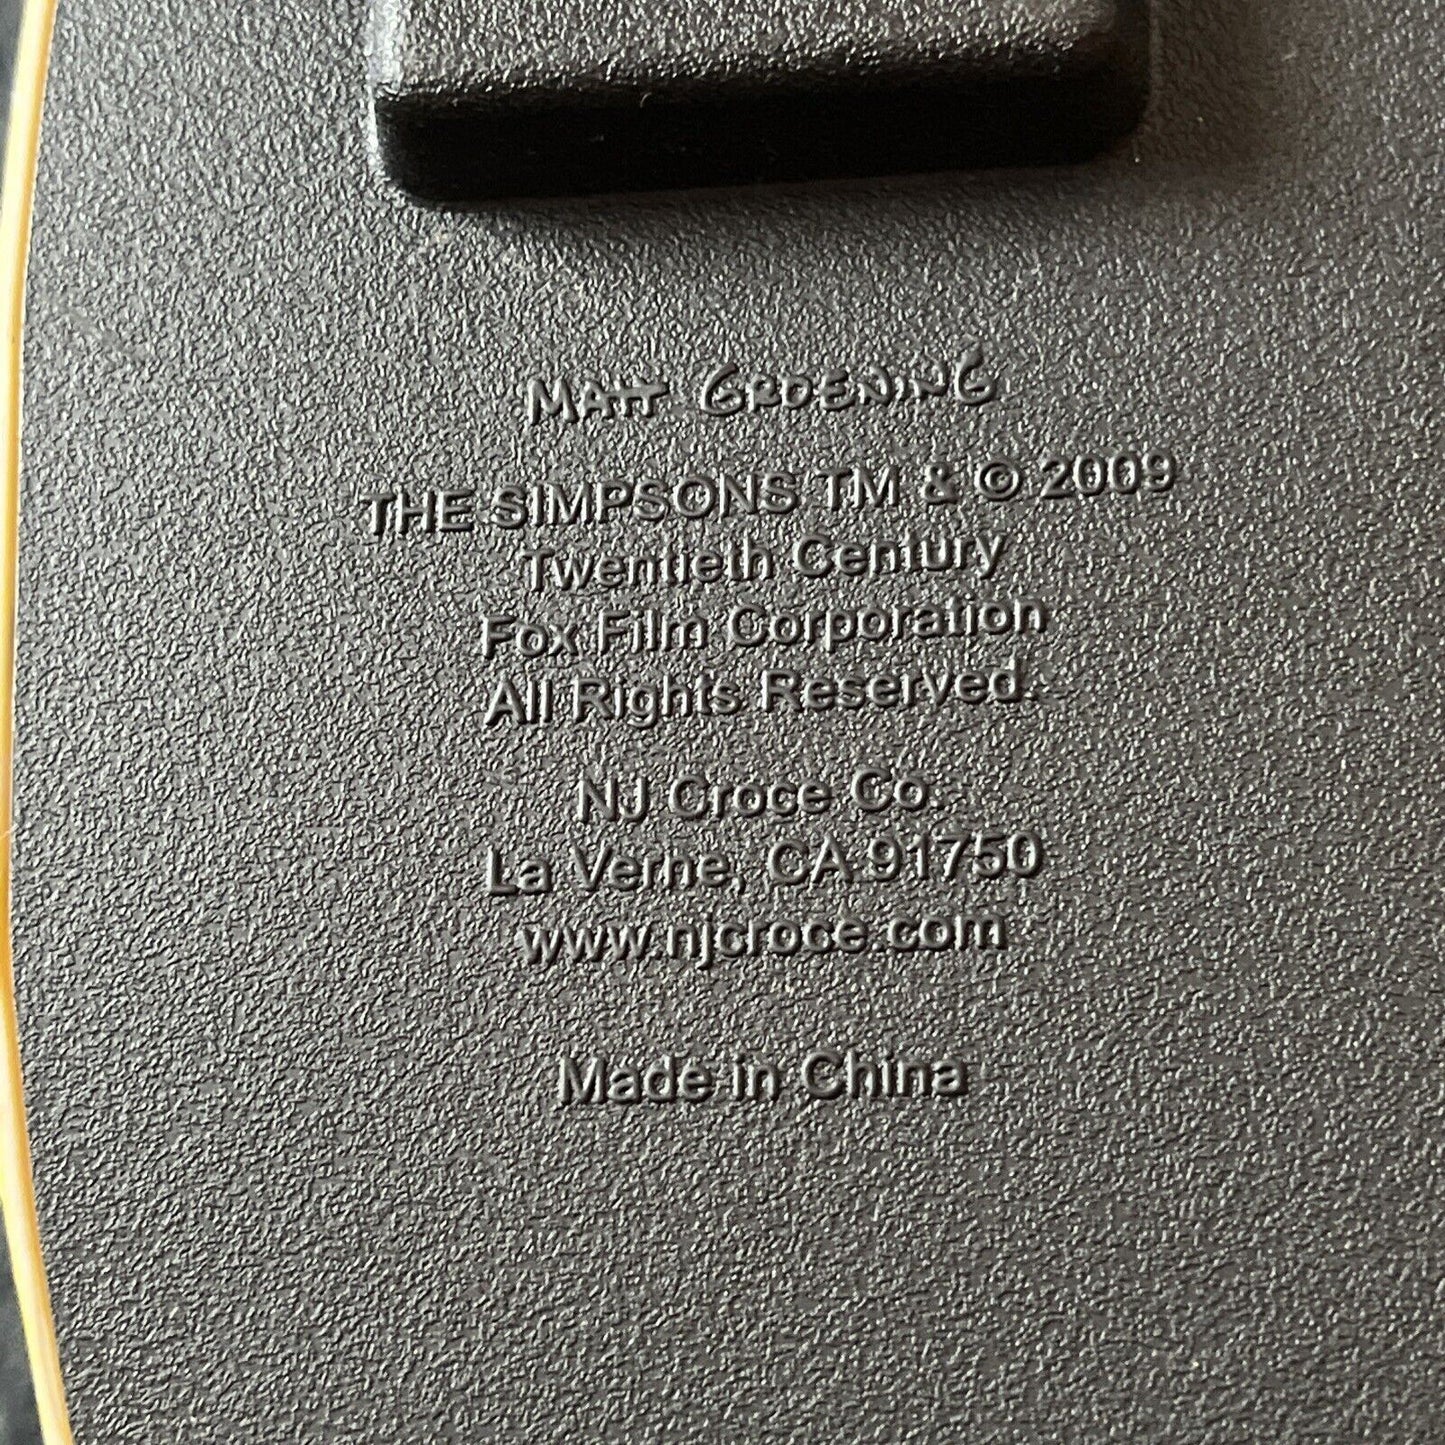 MATT GROENING
THE SIMPSONS TM & © 2009
Twentieth Century
Fox Film Corporation
All Rights Reserved.
NJ Croce Co.
La Verne, CA 91750
www.njcroce.com
Made in China